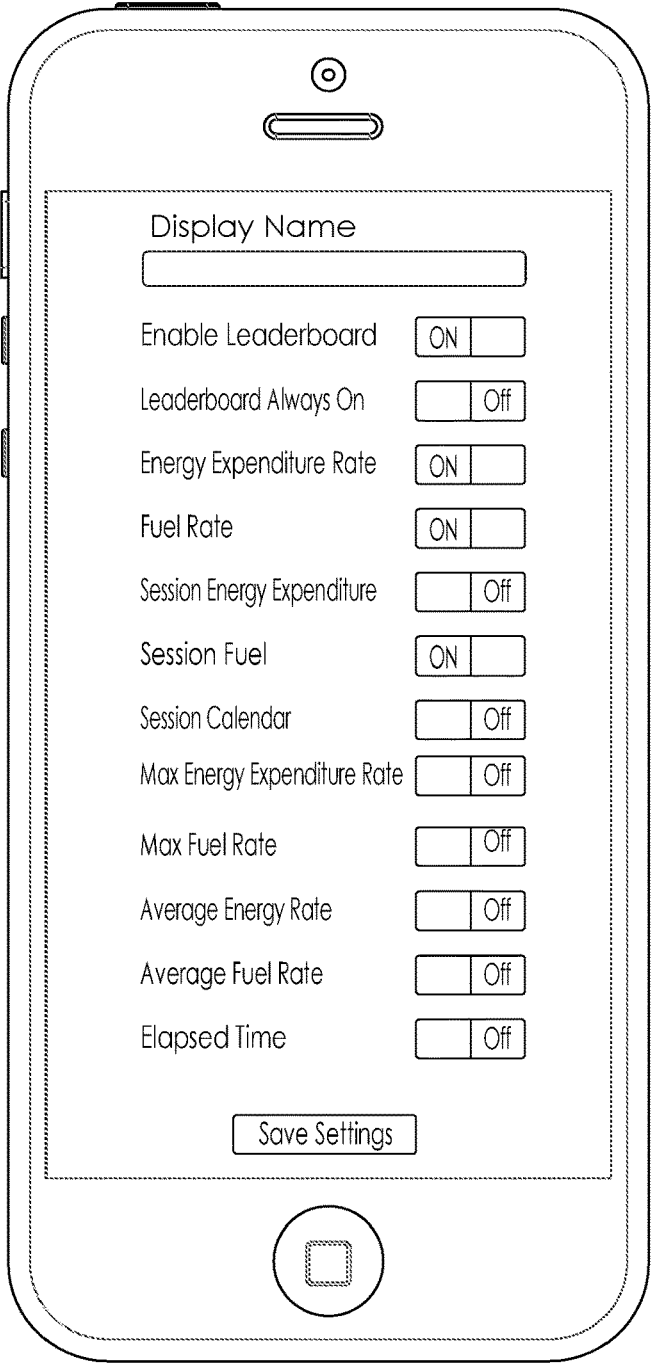 Display Name
Enable Leaderboard ON
Leaderboard Always On Off
Energy Expenditure Rate ON
Fuel Rate ON
Session Energy Expenditure Off
Session Fuel ON
Session Calendar Off
Max Energy Expenditure Rate Off
Max Fuel Rate Off
Average Energy Rate Off
Average Fuel Rate Off
Elapsed Time Off
Save Settings